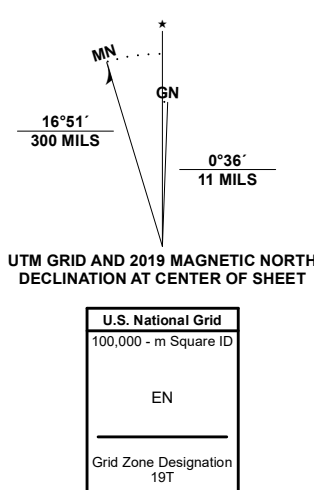 ★
MN
GN
16°51´
300 MILS
0°36´
11 MILS
UTM GRID AND 2019 MAGNETIC NORTH
DECLINATION AT CENTER OF SHEET
U.S. National Grid
100,000 - m Square ID
EN
Grid Zone Designation
19T